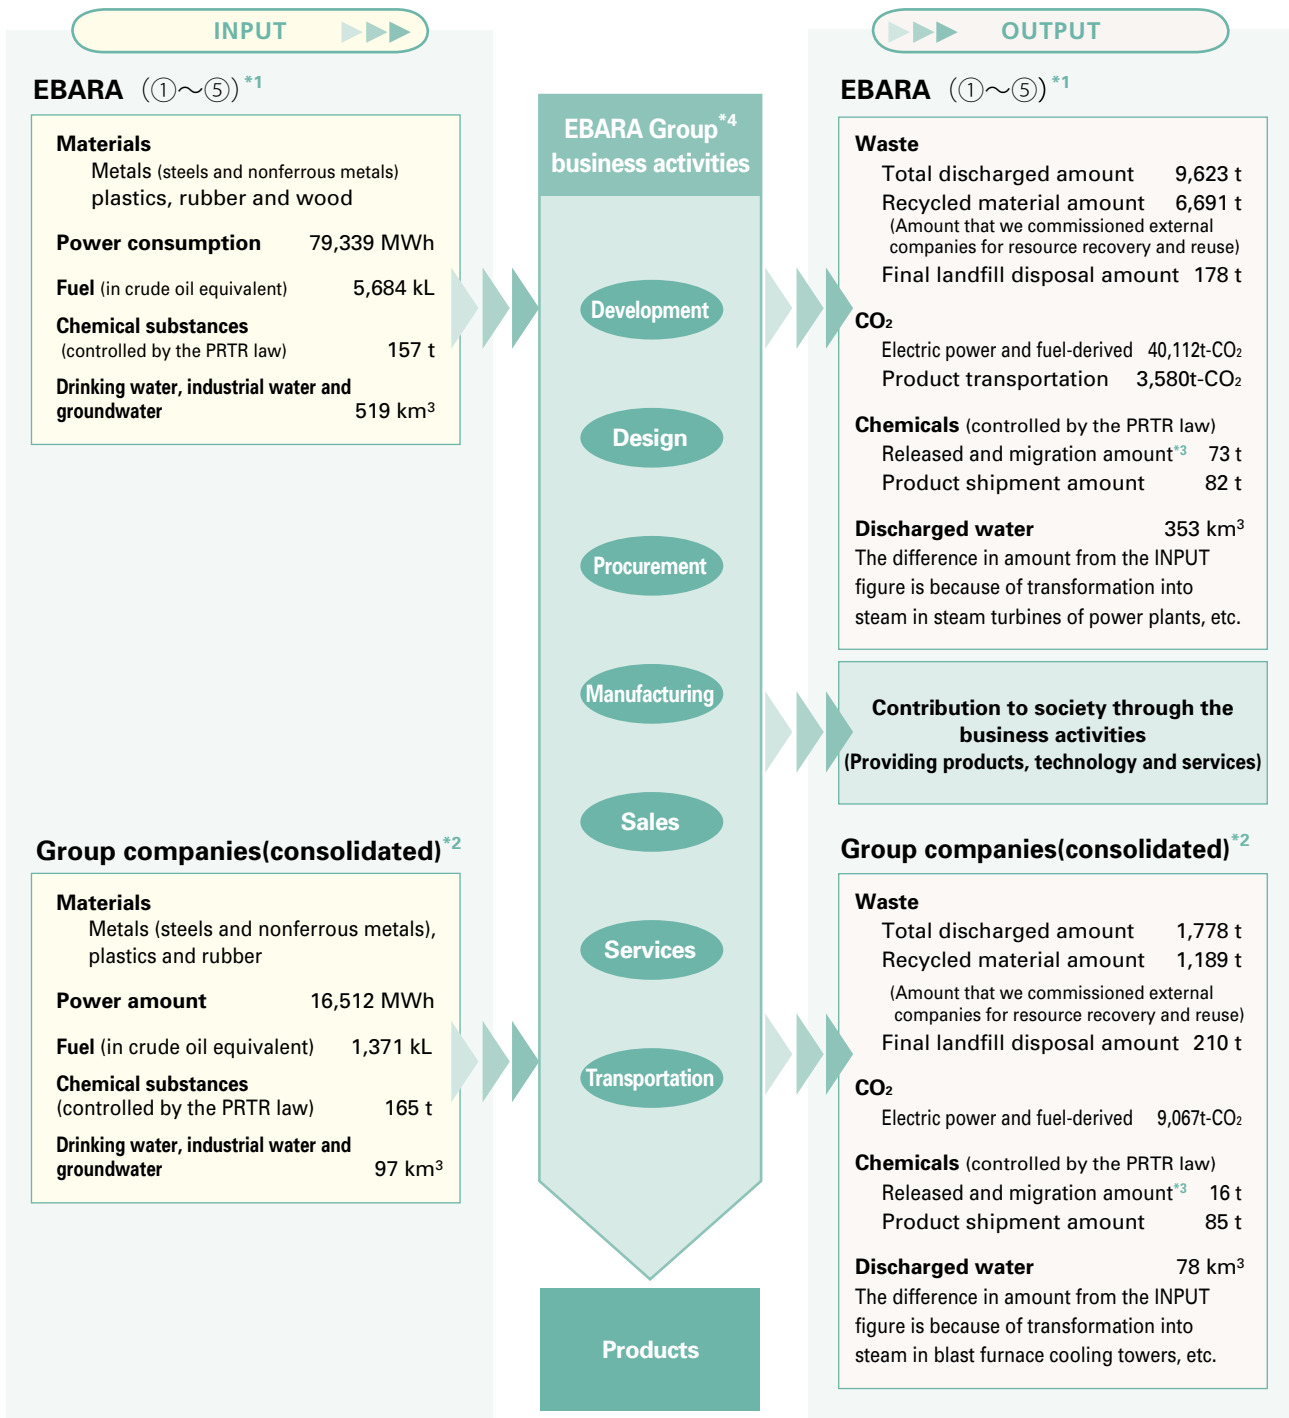 INPUT
EBARA (①〜⑤)*1
Materials
Metals (steels and nonferrous metals)
plastics, rubber and wood
Power consumption 79,339 MWh
Fuel (in crude oil equivalent) 5,684 kL
Chemical substances
(controlled by the PRTR law) 157 t
Drinking water, industrial water and
groundwater 519 km³
Group companies(consolidated)*2
Materials
Metals (steels and nonferrous metals),
plastics and rubber
Power amount 16,512 MWh
Fuel (in crude oil equivalent) 1,371 kL
Chemical substances
(controlled by the PRTR law) 165 t
Drinking water, industrial water and
groundwater 97 km³
EBARA Group*4
business activities
Development
Design
Procurement
Manufacturing
Sales
Services
Transportation
Products
OUTPUT
EBARA (①〜⑤)*1
Waste
Total discharged amount 9,623 t
Recycled material amount 6,691 t
(Amount that we commissioned external
companies for resource recovery and reuse)
Final landfill disposal amount 178 t
CO₂
Electric power and fuel-derived 40,112t-CO₂
Product transportation 3,580t-CO₂
Chemicals (controlled by the PRTR law)
Released and migration amount*3 73 t
Product shipment amount 82 t
Discharged water 353 km³
The difference in amount from the INPUT
figure is because of transformation into
steam in steam turbines of power plants, etc.
Contribution to society through the
business activities
(Providing products, technology and services)
Group companies(consolidated)*2
Waste
Total discharged amount 1,778 t
Recycled material amount 1,189 t
(Amount that we commissioned external
companies for resource recovery and reuse)
Final landfill disposal amount 210 t
CO₂
Electric power and fuel-derived 9,067t-CO₂
Chemicals (controlled by the PRTR law)
Released and migration amount*3 16 t
Product shipment amount 85 t
Discharged water 78 km³
The difference in amount from the INPUT
figure is because of transformation into
steam in blast furnace cooling towers, etc.